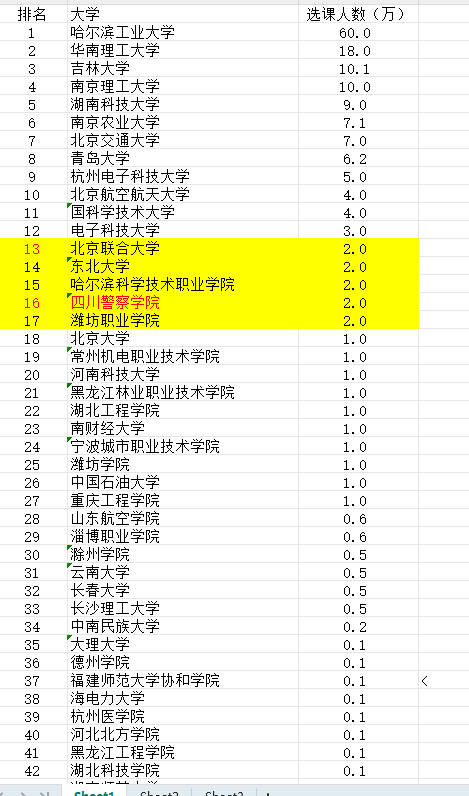 排名 大学 选课人数（万）
1 哈尔滨工业大学 60.0
2 华南理工大学 18.0
3 吉林大学 10.1
4 南京理工大学 10.0
5 湖南科技大学 9.0
6 南京农业大学 7.1
7 北京交通大学 7.0
8 青岛大学 6.2
9 杭州电子科技大学 5.0
10 北京航空航天大学 4.0
11 国科学技术大学 4.0
12 电子科技大学 3.0
13 北京联合大学 2.0
14 东北大学 2.0
15 哈尔滨科学技术职业学院 2.0
16 四川警察学院 2.0
17 潍坊职业学院 2.0
18 北京大学 1.0
19 常州机电职业技术学院 1.0
20 河南科技大学 1.0
21 黑龙江林业职业技术学院 1.0
22 湖北工程学院 1.0
23 南财经大学 1.0
24 宁波城市职业技术学院 1.0
25 潍坊学院 1.0
26 中国石油大学 1.0
27 重庆工程学院 1.0
28 山东航空学院 0.6
29 淄博职业学院 0.6
30 滁州学院 0.5
31 云南大学 0.5
32 长春大学 0.5
33 长沙理工大学 0.5
34 中南民族大学 0.2
35 大理大学 0.1
36 德州学院 0.1
37 福建师范大学协和学院 0.1 <
38 海电力大学 0.1
39 杭州医学院 0.1
40 河北北方学院 0.1
41 黑龙江工程学院 0.1
42 湖北科技学院 0.1
Sheet1 Sheet2 Sheet3